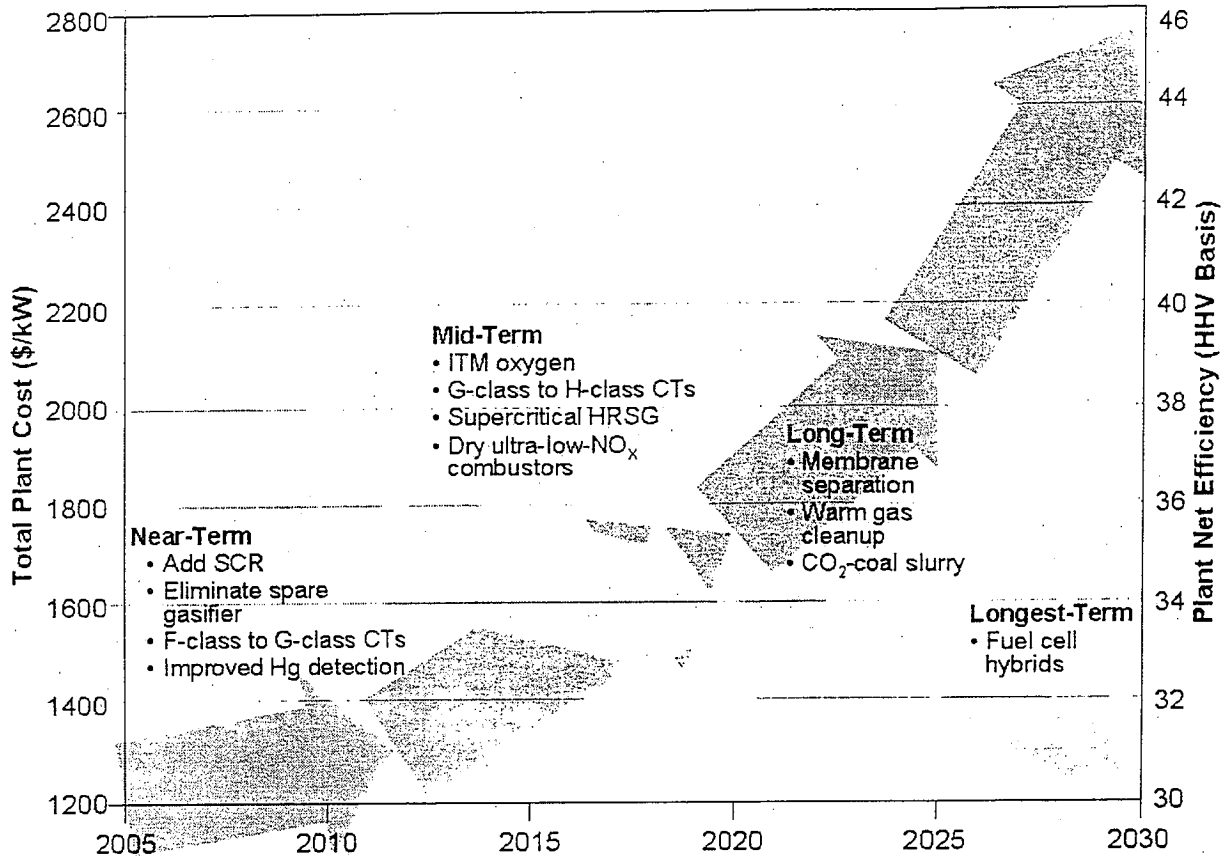 2800
2600
2400
2200
2000
1800
1600
1400
1200
Total Plant Cost ($/kW)
46
44
42
40
38
36
34
32
30
Plant Net Efficiency (HHV Basis)
2005
2010
2015
2020
2025
2030
Near-Term
• Add SCR
• Eliminate spare
gasifier
• F-class to G-class CTs
• Improved Hg detection
Mid-Term
• ITM oxygen
• G-class to H-class CTs
• Supercritical HRSG
• Dry ultra-low-NOₓ
combustors
Long-Term
• Membrane
separation
• Warm gas
cleanup
• CO₂-coal slurry
Longest-Term
• Fuel cell
hybrids